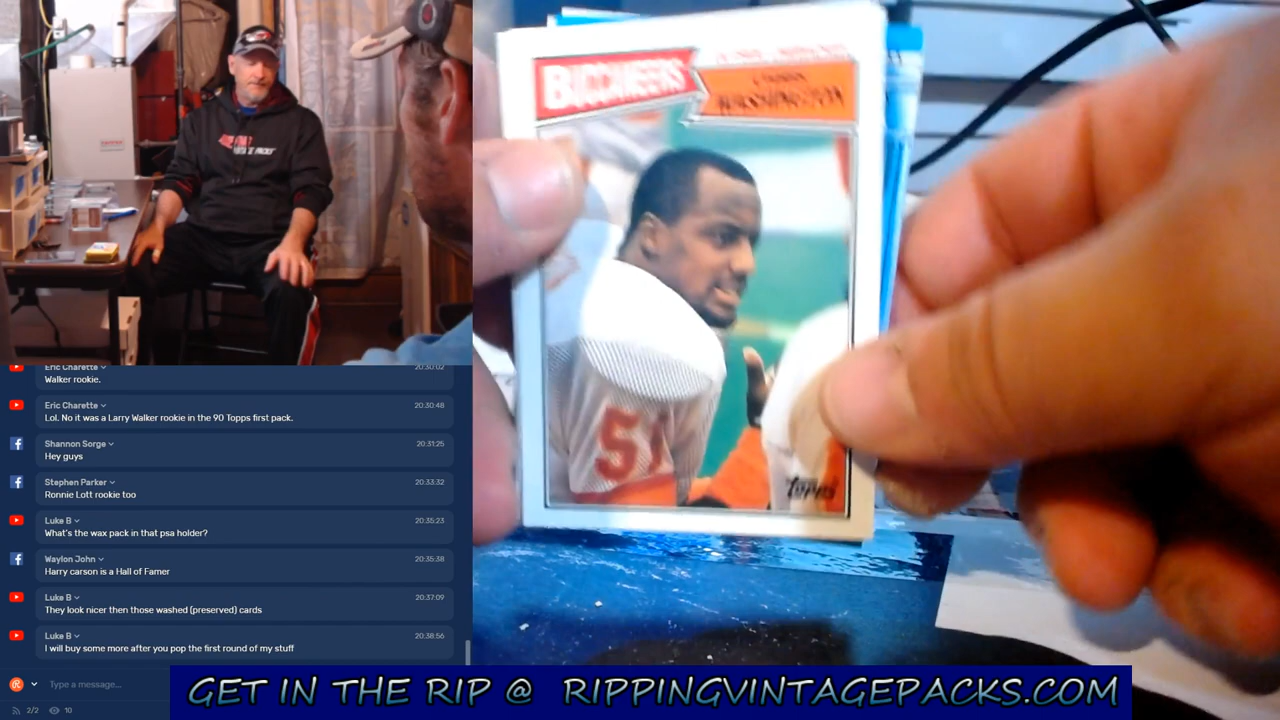 Eric Charette
20:30:02
Walker rookie.
Eric Charette
20:30:48
Lol. No it was a Larry Walker rookie in the 90 Topps first pack.
Shannon Sorge
20:31:25
Hey guys
Stephen Parker
20:33:32
Ronnie Lott rookie too
Luke B
20:35:23
What's the wax pack in that psa holder?
Waylon John
20:35:38
Harry carson is a Hall of Famer
Luke B
20:37:09
They look nicer then those washed (preserved) cards
Luke B
20:38:56
I will buy some more after you pop the first round of my stuff
Type a message...
2/2
10
BUCCANEERS
WASHINGTON
51
Topps
GET IN THE RIP @ RIPPINGVINTAGEPACKS.COM